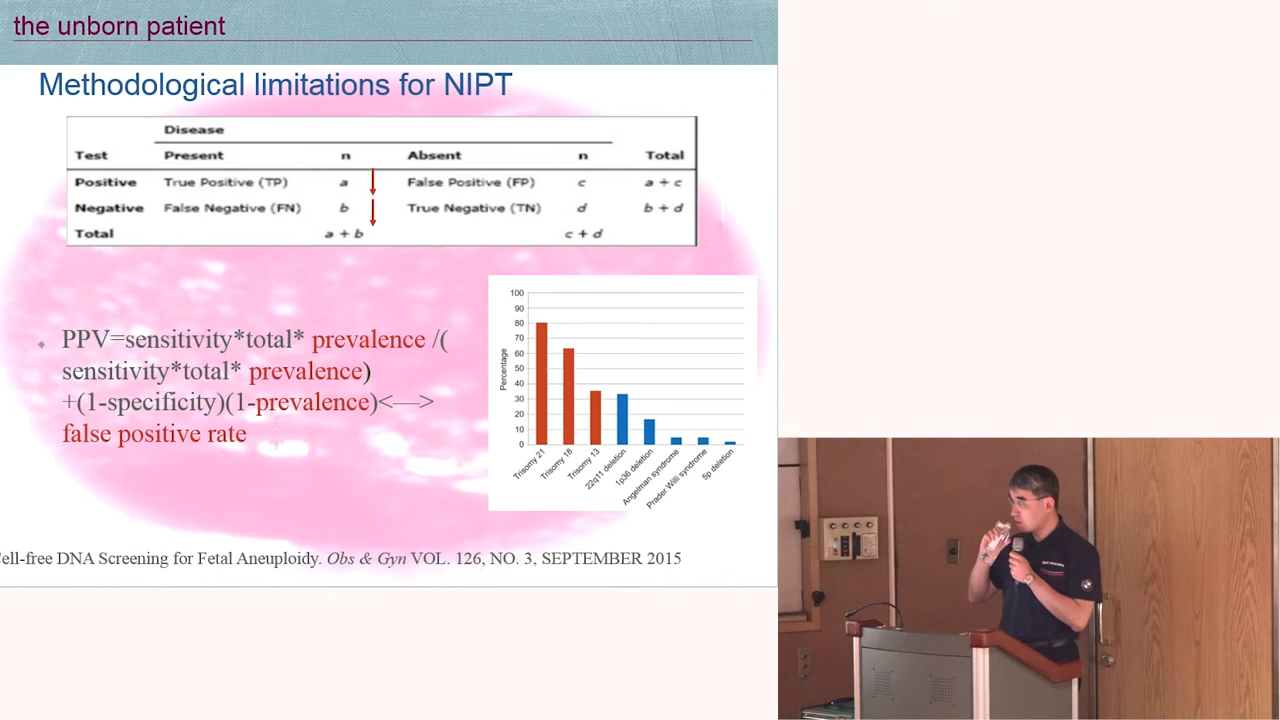 the unborn patient
Methodological limitations for NIPT
Disease
Test Present n Absent n Total
Positive True Positive (TP) a False Positive (FP) c a + c
Negative False Negative (FN) b True Negative (TN) d b + d
Total a + b c + d
PPV=sensitivity*total* prevalence /(
sensitivity*total* prevalence)
+(1-specificity)(1-prevalence)<—>
false positive rate
Percentage
100
90
80
70
60
50
40
30
20
10
0
Trisomy 21
Trisomy 18
Trisomy 13
22q11 deletion
1p36 deletion
Angelman syndrome
Prader Willi syndrome
5p deletion
ell-free DNA Screening for Fetal Aneuploidy. Obs & Gyn VOL. 126, NO. 3, SEPTEMBER 2015